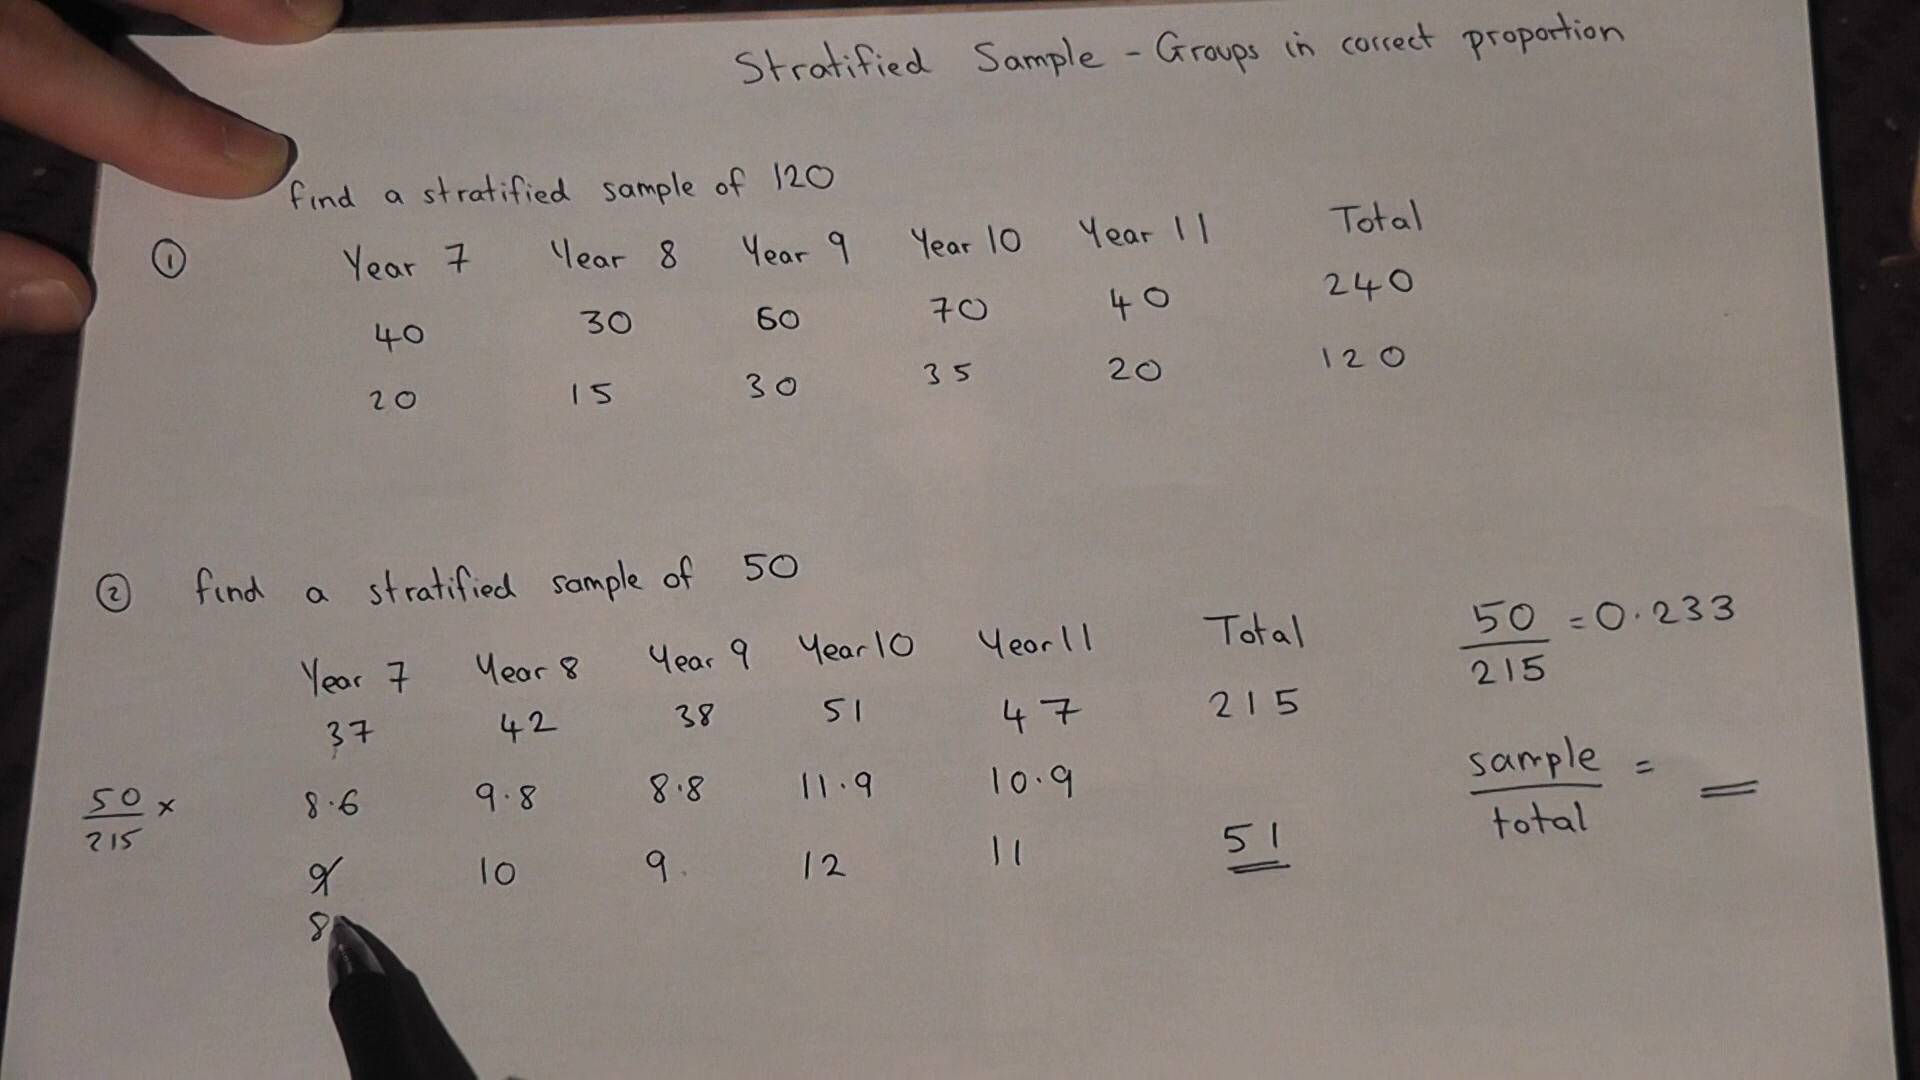 Stratified Sample - Groups in correct proportion
find a stratified sample of 120
① Year 7 Year 8 Year 9 Year 10 Year 11 Total
40 30 60 70 40 240
20 15 30 35 20 120
② find a stratified sample of 50
Year 7 Year 8 Year 9 Year 10 Year 11 Total
37 42 38 51 47 215
50/215 × 8.6 9.8 8.8 11.9 10.9
9 10 9. 12 11 51
8
50/215 = 0.233
sample/total =